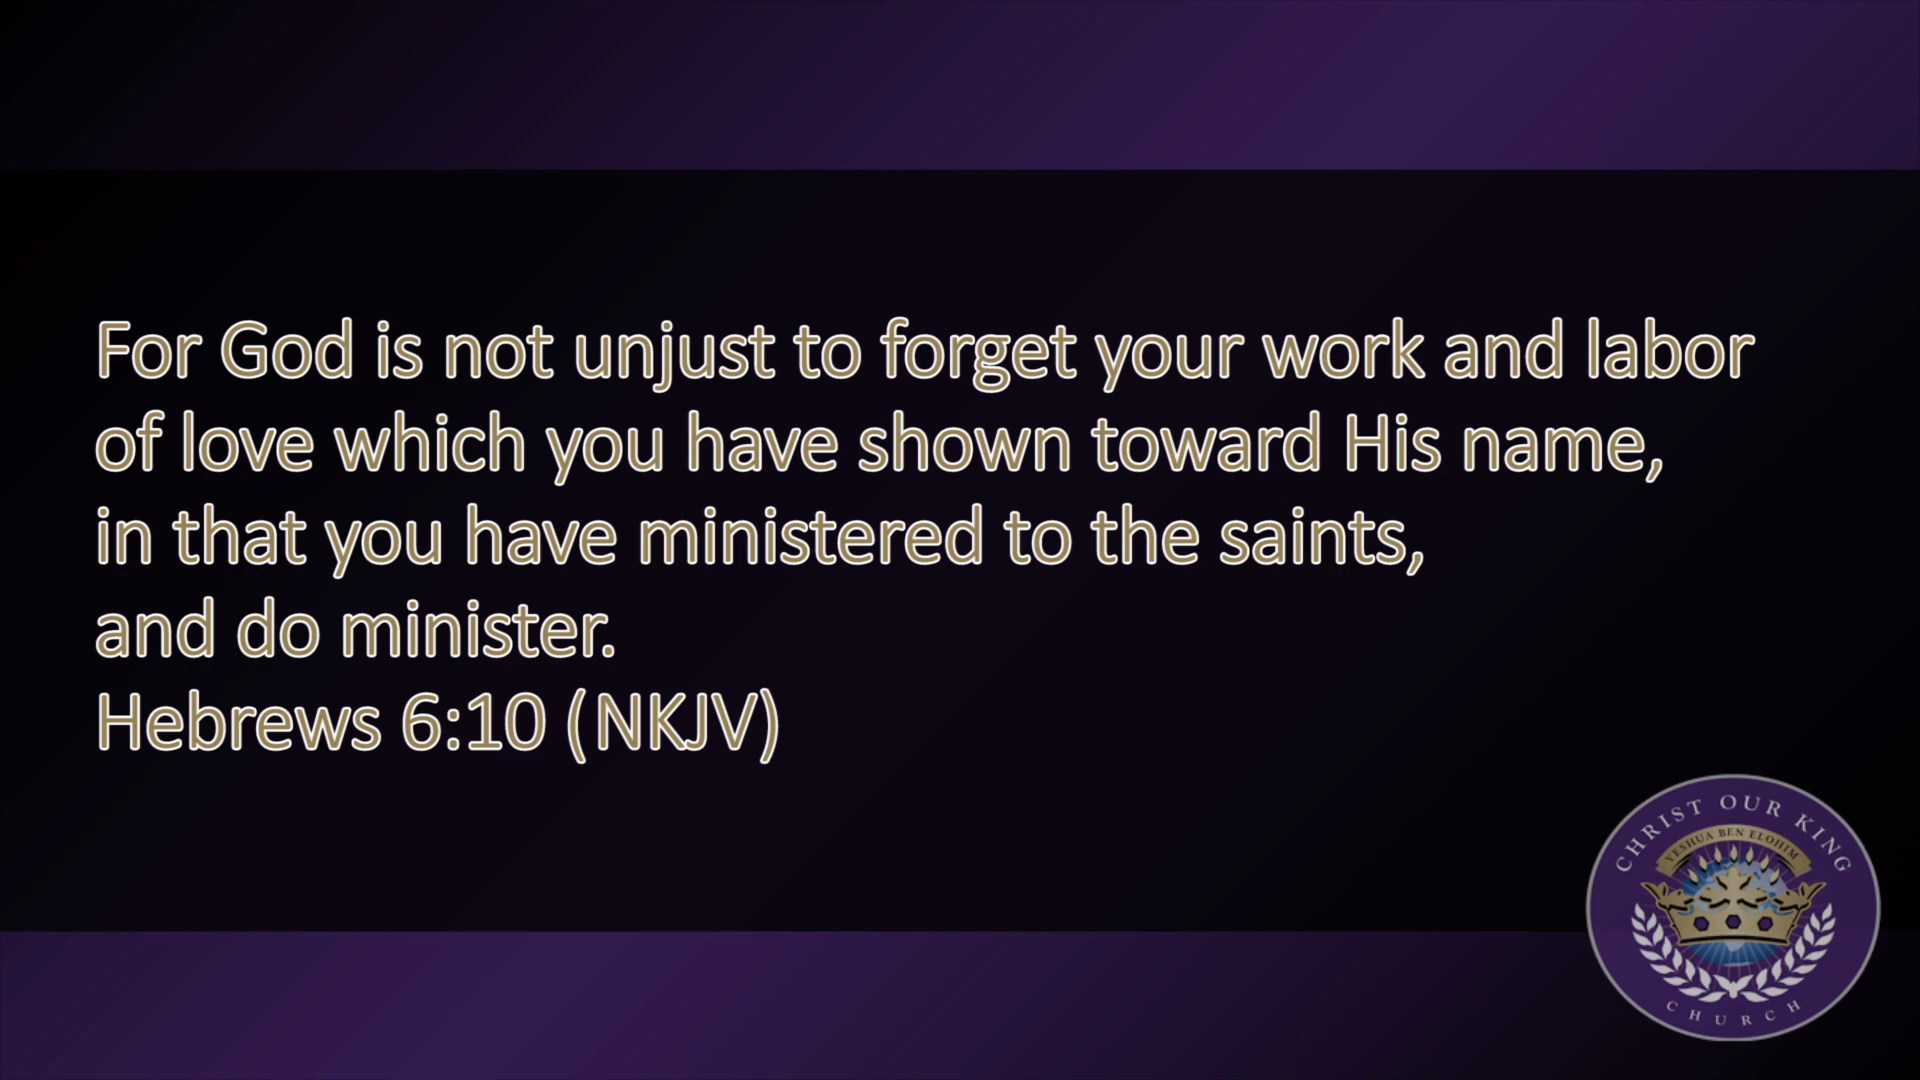 For God is not unjust to forget your work and labor
of love which you have shown toward His name,
in that you have ministered to the saints,
and do minister.
Hebrews 6:10 (NKJV)
CHRIST OUR KING
YESHUA BEN ELOHIM
CHURCH